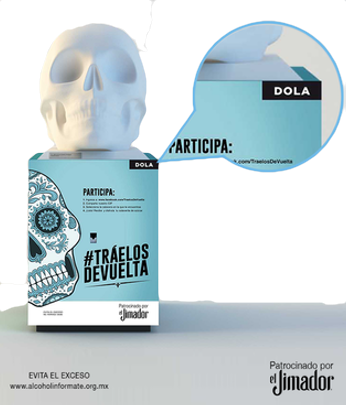 DOLA
PARTICIPA:
.com/TraelosDeVuelta
DOLA
PARTICIPA:
#TRÁELOS
DEVUELTA
Patrocinado por
el Jimador
EVITA EL EXCESO
www.alcoholinformate.org.mx
Patrocinado por
el Jimador